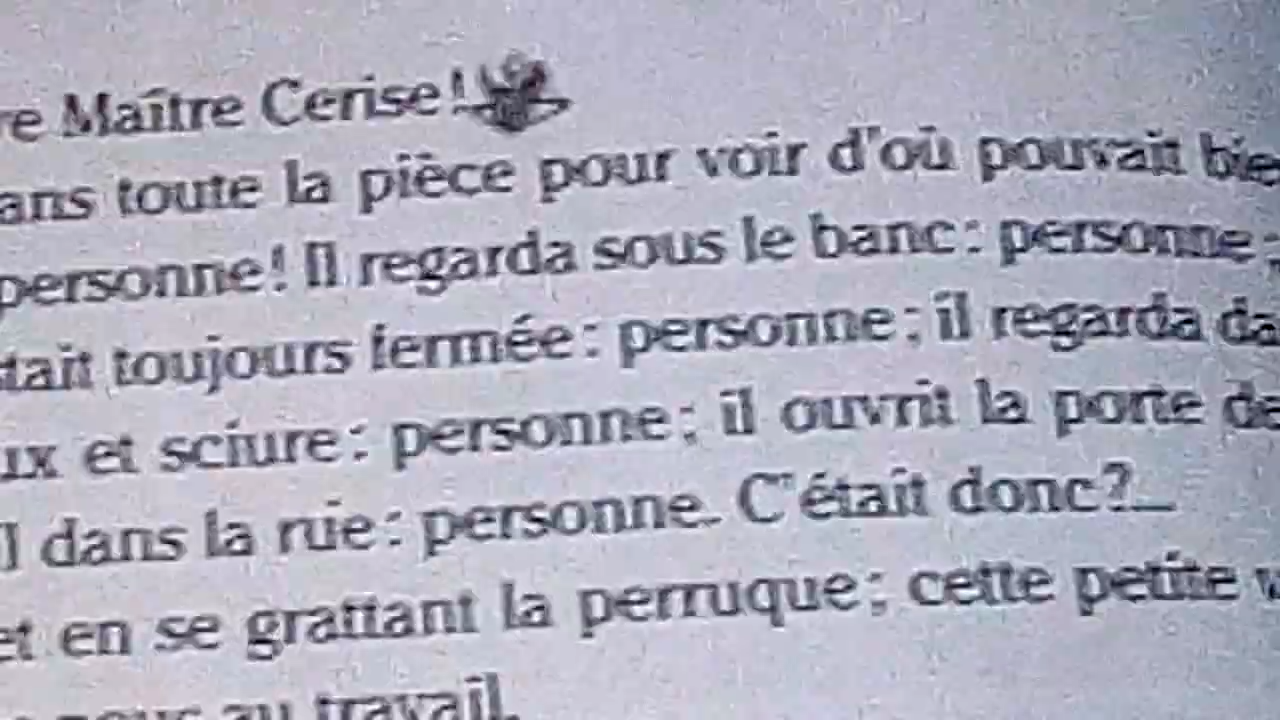 re Maître Cerise!
ans toute la pièce pour voir d'où pouvait bie
personne! Il regarda sous le banc: personne;
tait toujours fermée: personne; il regarda da
ux et sciure: personne; il ouvrit la porte de
il dans la rue: personne. C'était donc?...
et en se grattant la perruque; cette petite v
au travail.